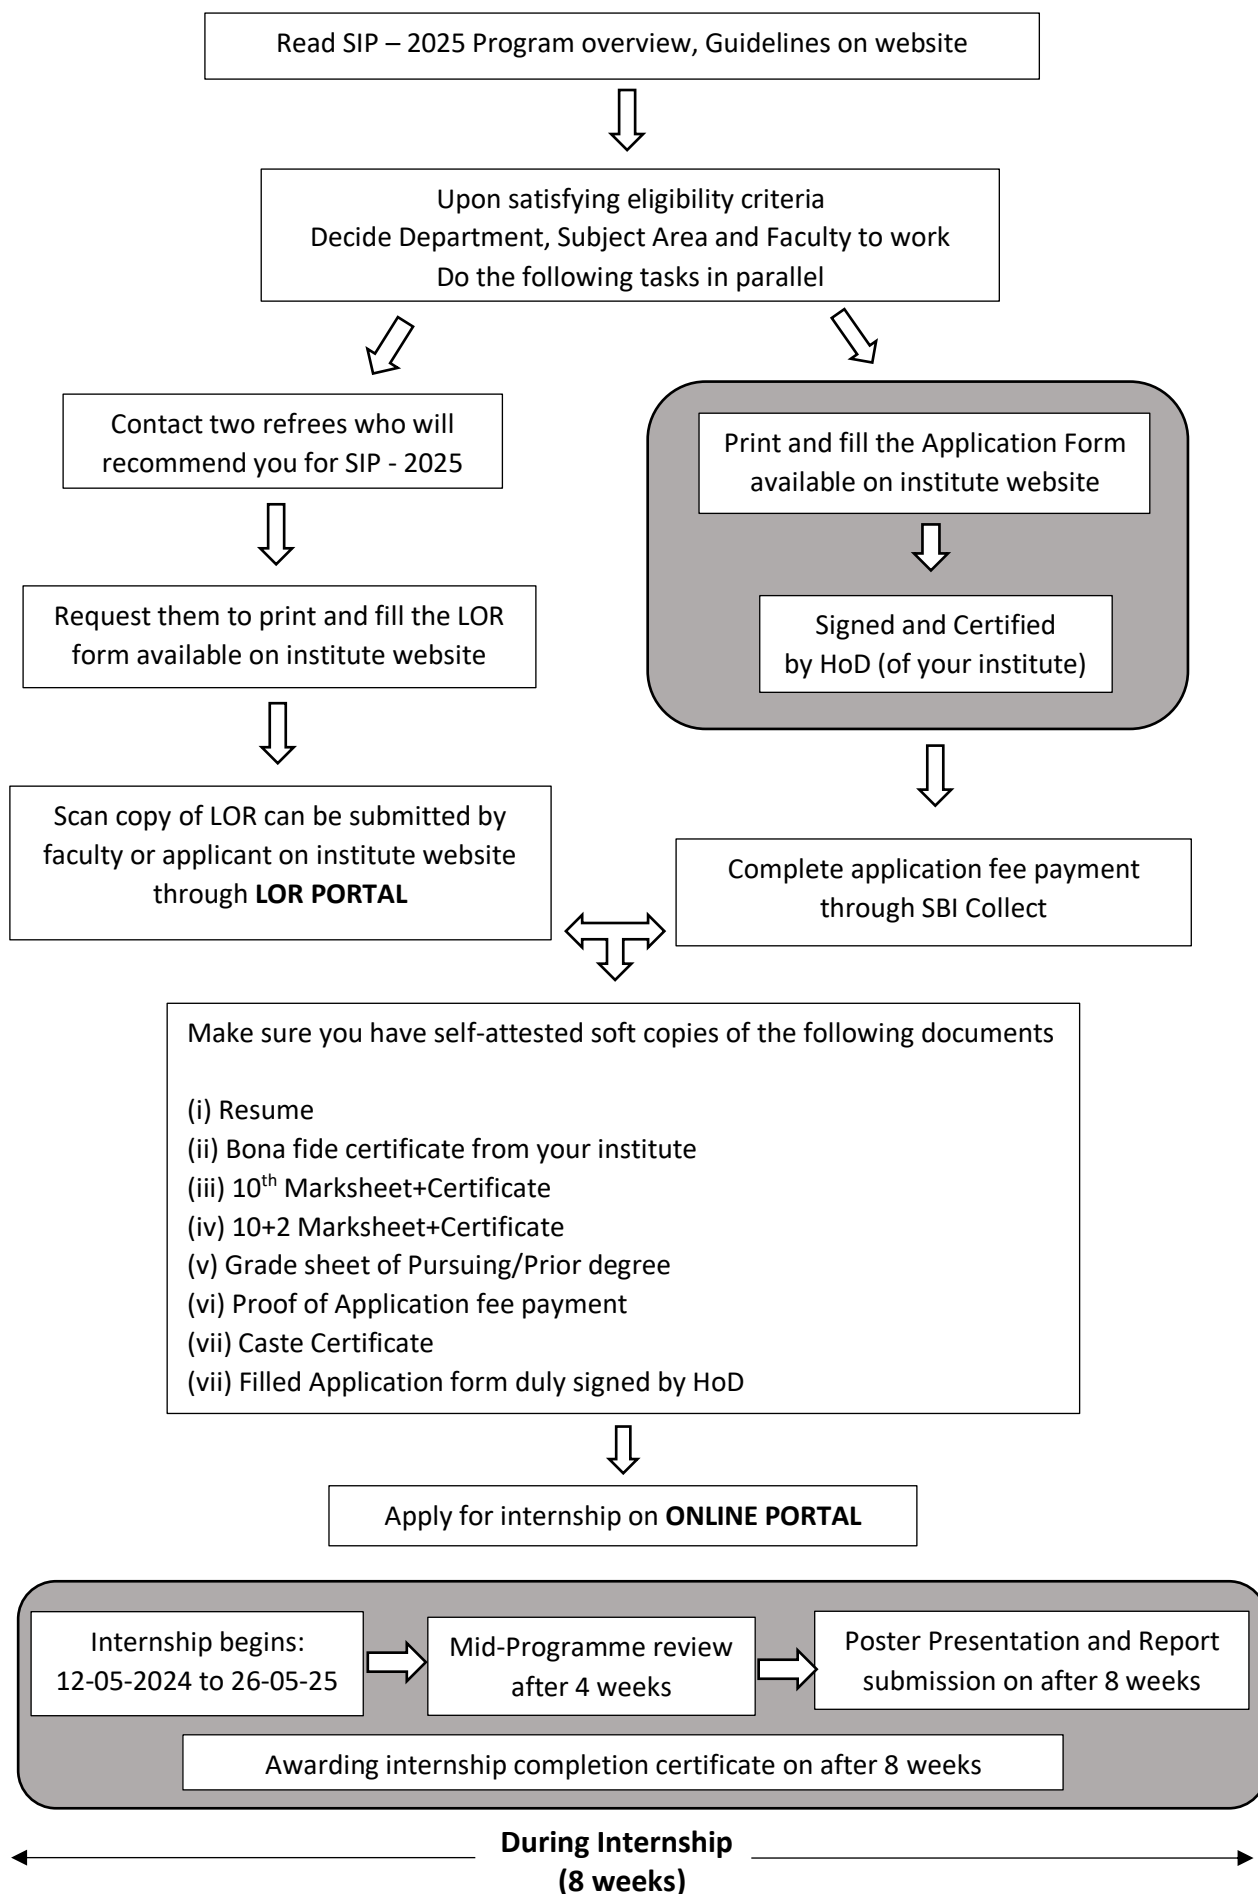 Read SIP – 2025 Program overview, Guidelines on website
Upon satisfying eligibility criteria
Decide Department, Subject Area and Faculty to work
Do the following tasks in parallel
Contact two refrees who will
recommend you for SIP - 2025
Request them to print and fill the LOR
form available on institute website
Scan copy of LOR can be submitted by
faculty or applicant on institute website
through LOR PORTAL
Print and fill the Application Form
available on institute website
Signed and Certified
by HoD (of your institute)
Complete application fee payment
through SBI Collect
Make sure you have self-attested soft copies of the following documents
(i) Resume
(ii) Bona fide certificate from your institute
(iii) 10th Marksheet+Certificate
(iv) 10+2 Marksheet+Certificate
(v) Grade sheet of Pursuing/Prior degree
(vi) Proof of Application fee payment
(vii) Caste Certificate
(vii) Filled Application form duly signed by HoD
Apply for internship on ONLINE PORTAL
Internship begins:
12-05-2024 to 26-05-25
Mid-Programme review
after 4 weeks
Poster Presentation and Report
submission on after 8 weeks
Awarding internship completion certificate on after 8 weeks
During Internship
(8 weeks)